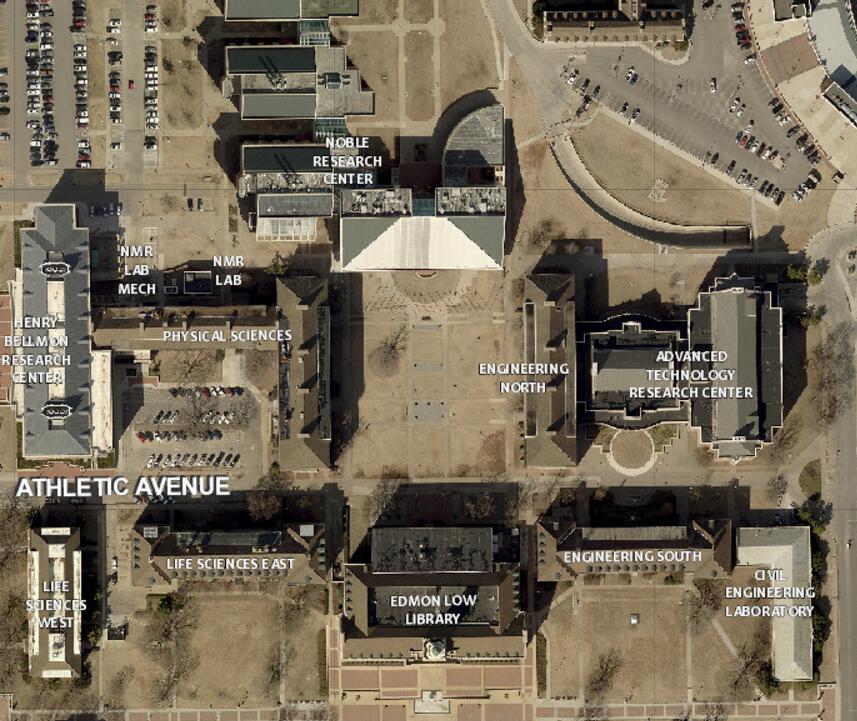 NOBLE
RESEARCH
CENTER
NMR
LAB
MECH
NMR
LAB
HENRY
BELLMON
RESEARCH
CENTER
PHYSICAL SCIENCES
ENGINEERING
NORTH
ADVANCED
TECHNOLOGY
RESEARCH CENTER
ATHLETIC AVENUE
LIFE
SCIENCES
WEST
LIFE SCIENCES EAST
EDMON LOW
LIBRARY
ENGINEERING SOUTH
CIVIL
ENGINEERING
LABORATORY